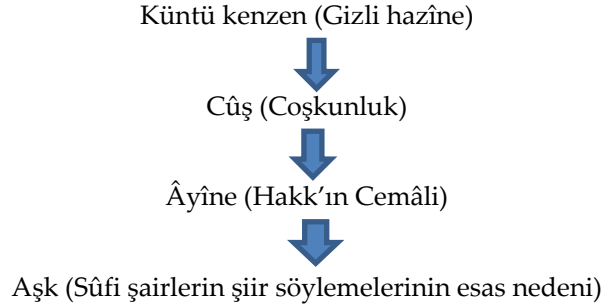 Küntü kenzen (Gizli hazîne)
Cûş (Coşkunluk)
Âyîne (Hakk’ın Cemâli)
Aşk (Sûfi şairlerin şiir söylemelerinin esas nedeni)